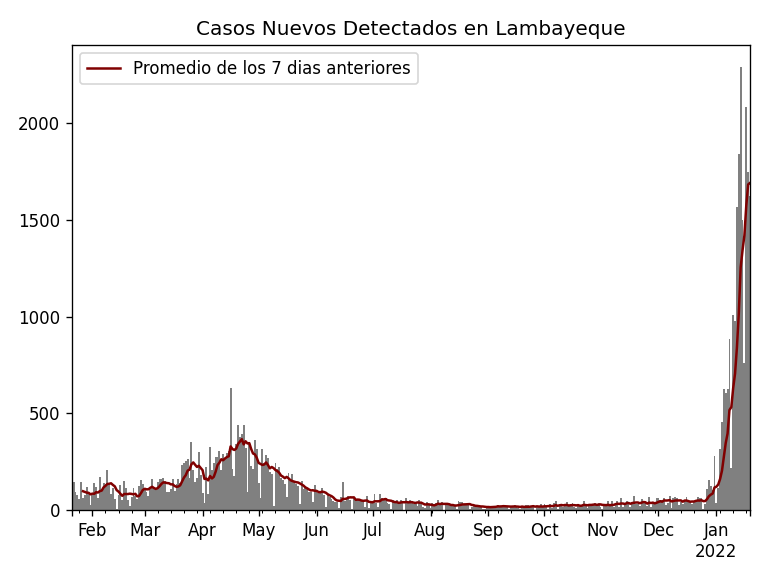 Casos Nuevos Detectados en Lambayeque
Promedio de los 7 dias anteriores
2000
1500
1000
500
0
Feb Mar Apr May Jun Jul Aug Sep Oct Nov Dec Jan
2022